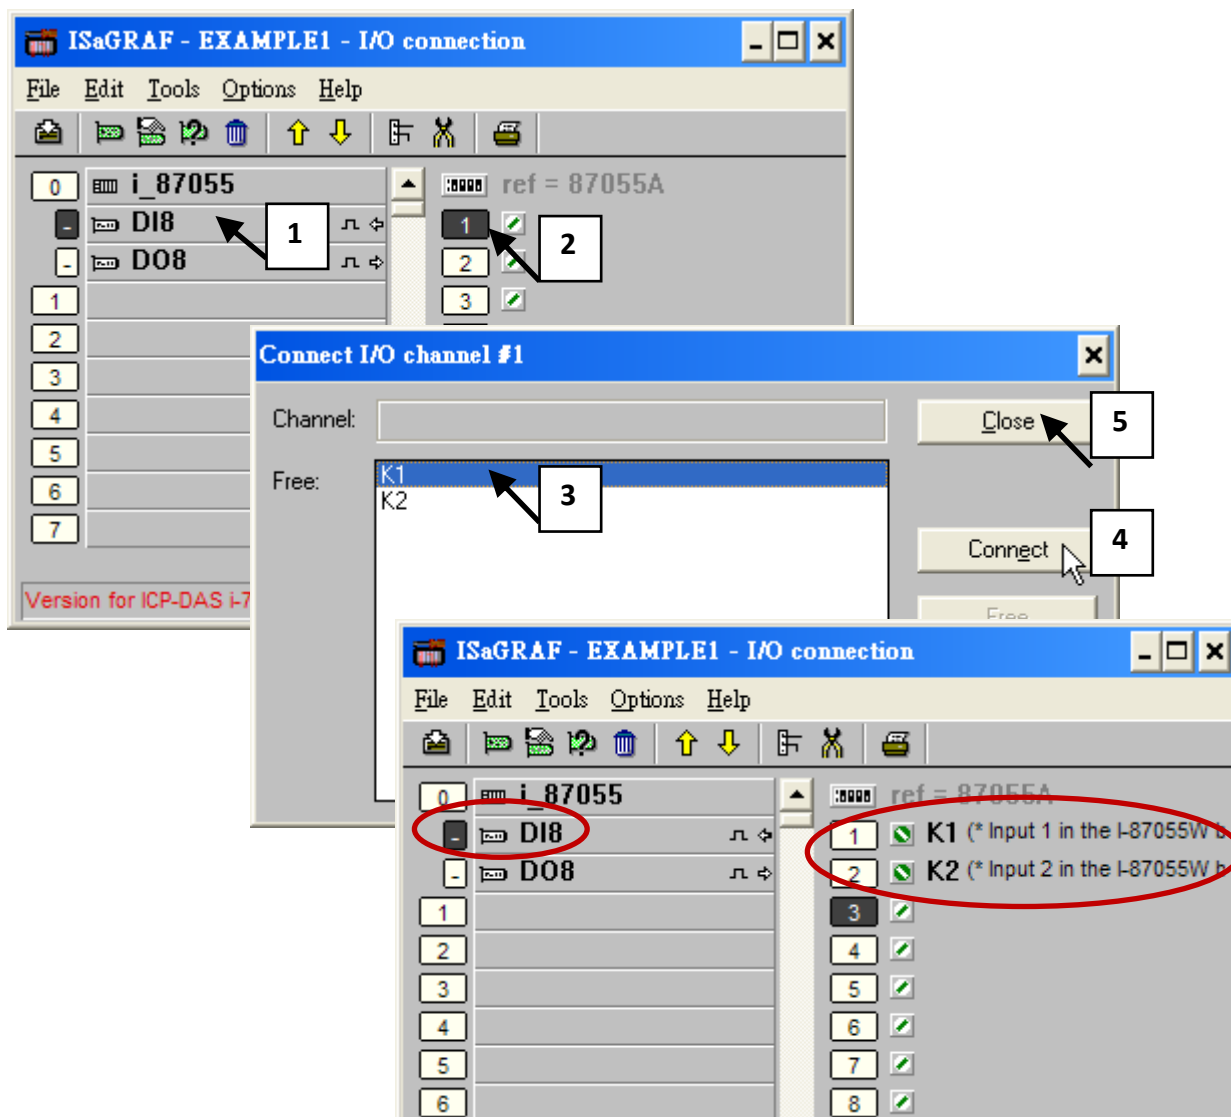 ISaGRAF - EXAMPLE1 - I/O connection
File Edit Tools Options Help
0 i_87055
ref = 87055A
- DI8
1
1
2
- DO8
2
1
3
2
3
4
5
6
7
Version for ICP-DAS i-7
Connect I/O channel #1
Channel:
Close
5
Free:
K1
K2
3
Connect
4
Free
ISaGRAF - EXAMPLE1 - I/O connection
File Edit Tools Options Help
0 i_87055
ref = 87055A
- DI8
1 K1 (* Input 1 in the I-87055W b
- DO8
2 K2 (* Input 2 in the I-87055W b
1
3
2
4
3
5
4
6
5
7
6
8